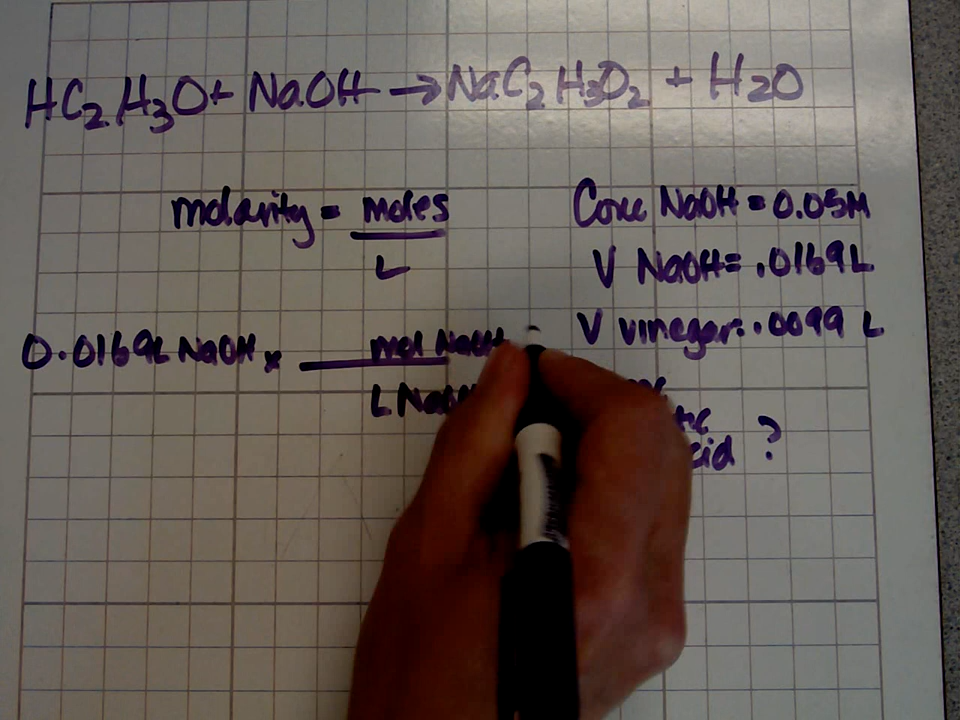 HC2H3O + NaOH → NaC2H3O2 + H2O
molarity = moles
L
Conc NaOH = 0.05M
V NaOH = .0169L
V vinegar: .0099 L
0.0169L NaOH x mol NaOH
L NaOH
?